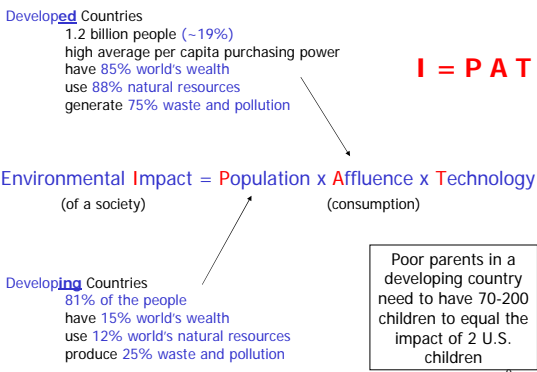 Developed Countries
1.2 billion people (~19%)
high average per capita purchasing power
have 85% world's wealth
use 88% natural resources
generate 75% waste and pollution
I = P A T
Environmental Impact = Population x Affluence x Technology
(of a society)
(consumption)
Developing Countries
81% of the people
have 15% world's wealth
use 12% world's natural resources
produce 25% waste and pollution
Poor parents in a
developing country
need to have 70-200
children to equal the
impact of 2 U.S.
children